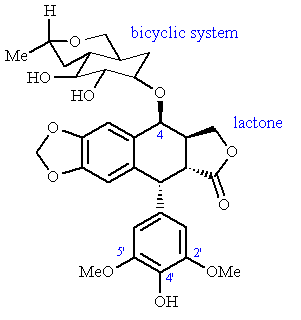 H
O
bicyclic system
Me
HO
HO
O
4
lactone
O
O
O
O
5'
2'
MeO
4'
OMe
OH